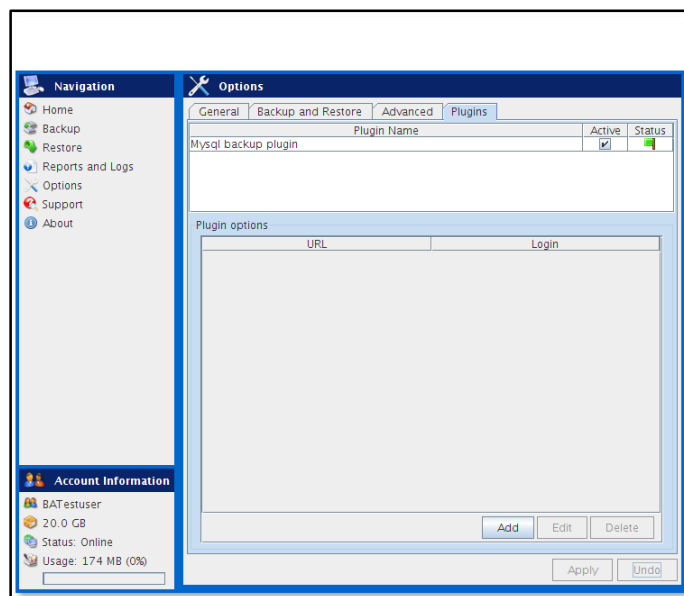 Navigation
Home
Backup
Restore
Reports and Logs
Options
Support
About
Account Information
BATestuser
20.0 GB
Status: Online
Usage: 174 MB (0%)
Options
General Backup and Restore Advanced Plugins
Plugin Name Active Status
Mysql backup plugin
Plugin options
URL Login
Add Edit Delete
Apply Undo